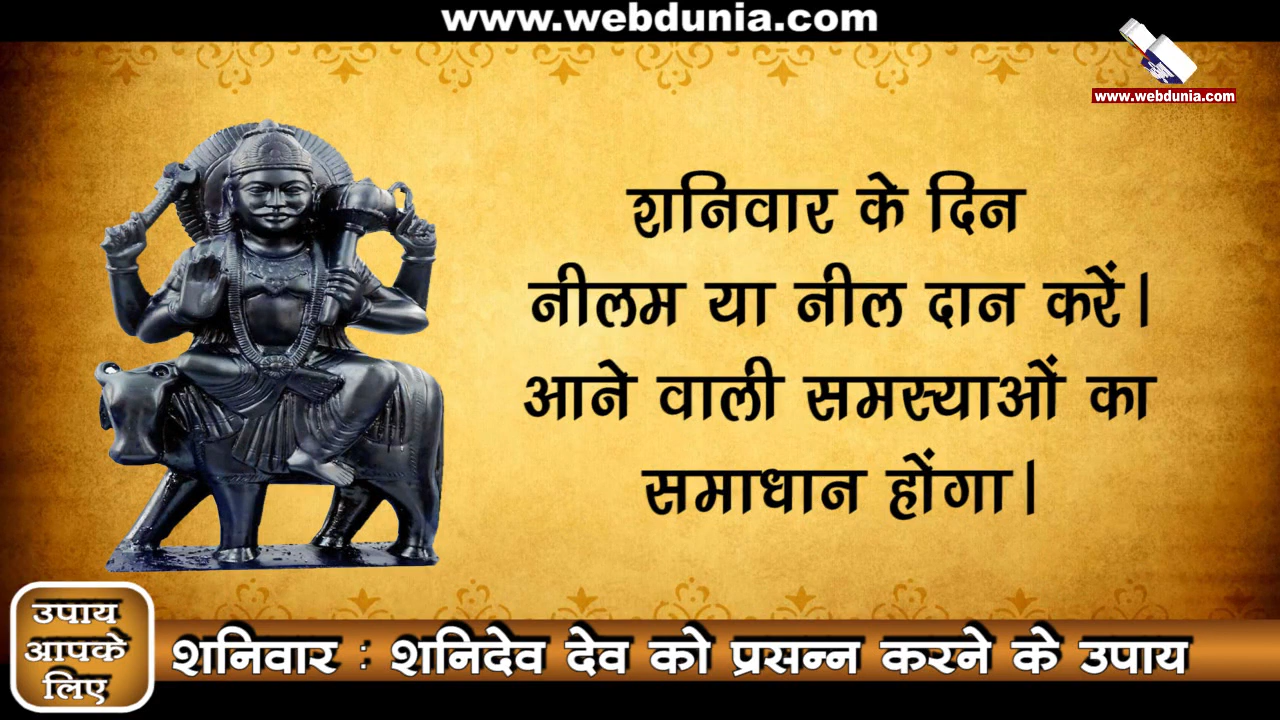 www.webdunia.com
www.webdunia.com
शनिवार के दिन
नीलम या नील दान करें।
आने वाली समस्याओं का
समाधान होंगा।
उपाय
आपके
लिए
शनिवार : शनिदेव देव को प्रसन्न करने के उपाय